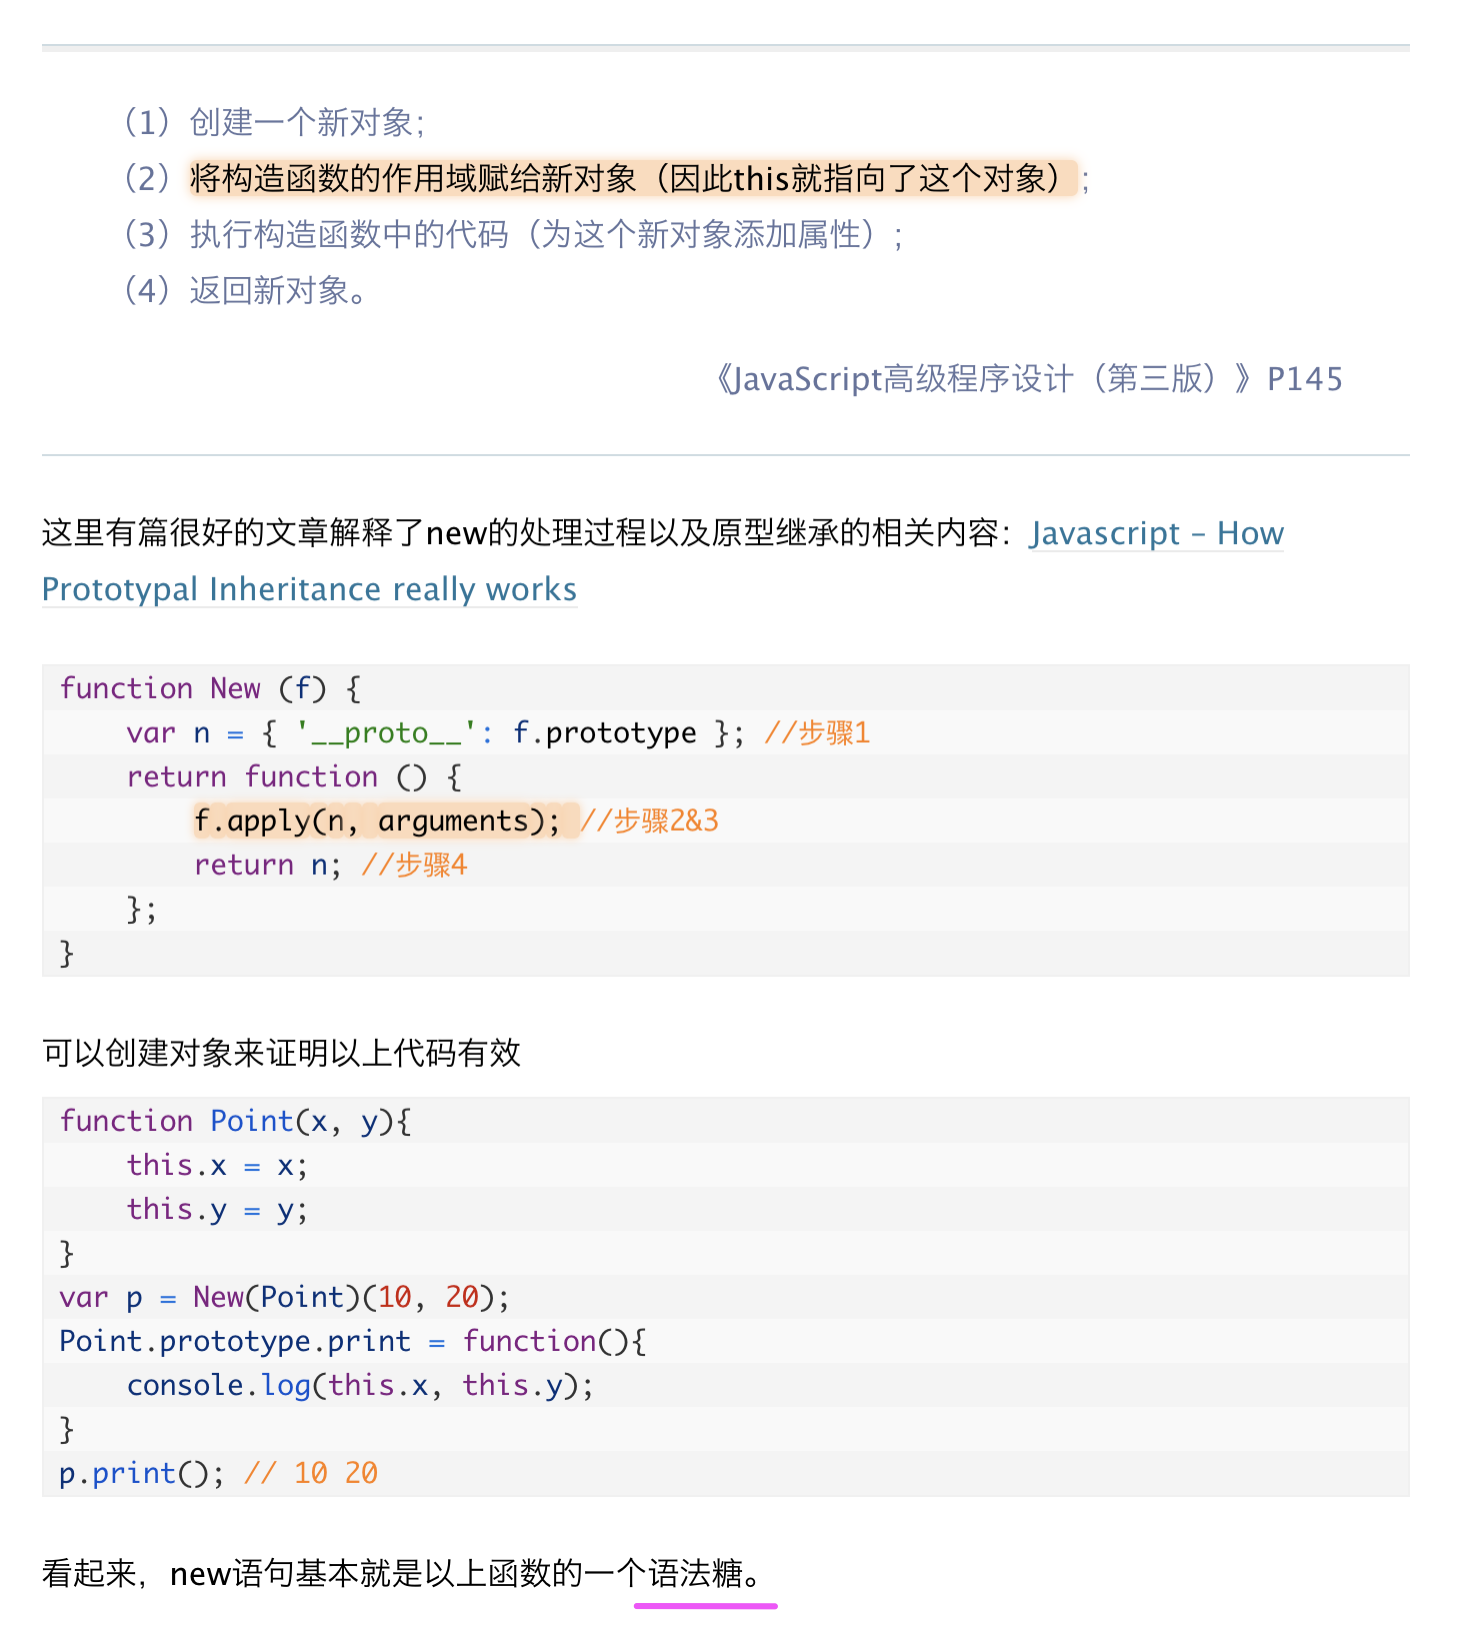 （1）创建一个新对象；
（2）将构造函数的作用域赋给新对象（因此this就指向了这个对象）；
（3）执行构造函数中的代码（为这个新对象添加属性）；
（4）返回新对象。
《JavaScript高级程序设计（第三版）》P145
这里有篇很好的文章解释了new的处理过程以及原型继承的相关内容：Javascript – How
Prototypal Inheritance really works
function New (f) {
    var n = { '__proto__': f.prototype }; //步骤1
    return function () {
        f.apply(n, arguments); //步骤2&3
        return n; //步骤4
    };
}
可以创建对象来证明以上代码有效
function Point(x, y){
    this.x = x;
    this.y = y;
}
var p = New(Point)(10, 20);
Point.prototype.print = function(){
    console.log(this.x, this.y);
}
p.print(); // 10 20
看起来，new语句基本就是以上函数的一个语法糖。